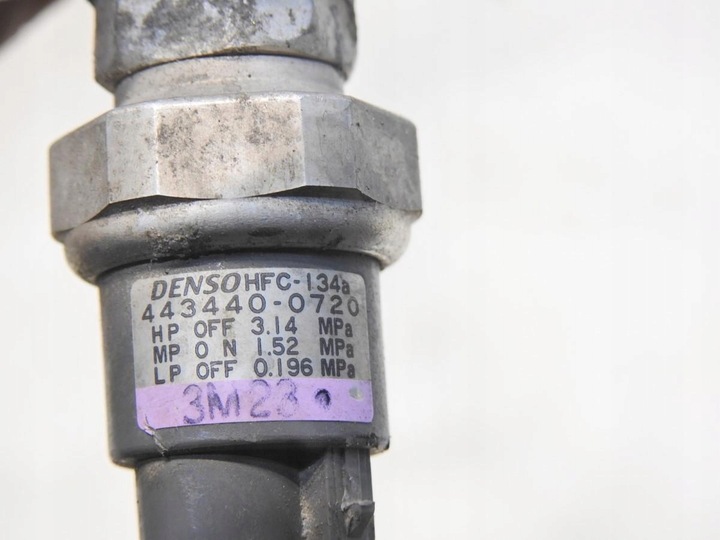 DENSO HFC-134a
443440-0720
HP OFF 3.14 MPa
MP ON 1.52 MPa
LP OFF 0.196 MPa
3M23